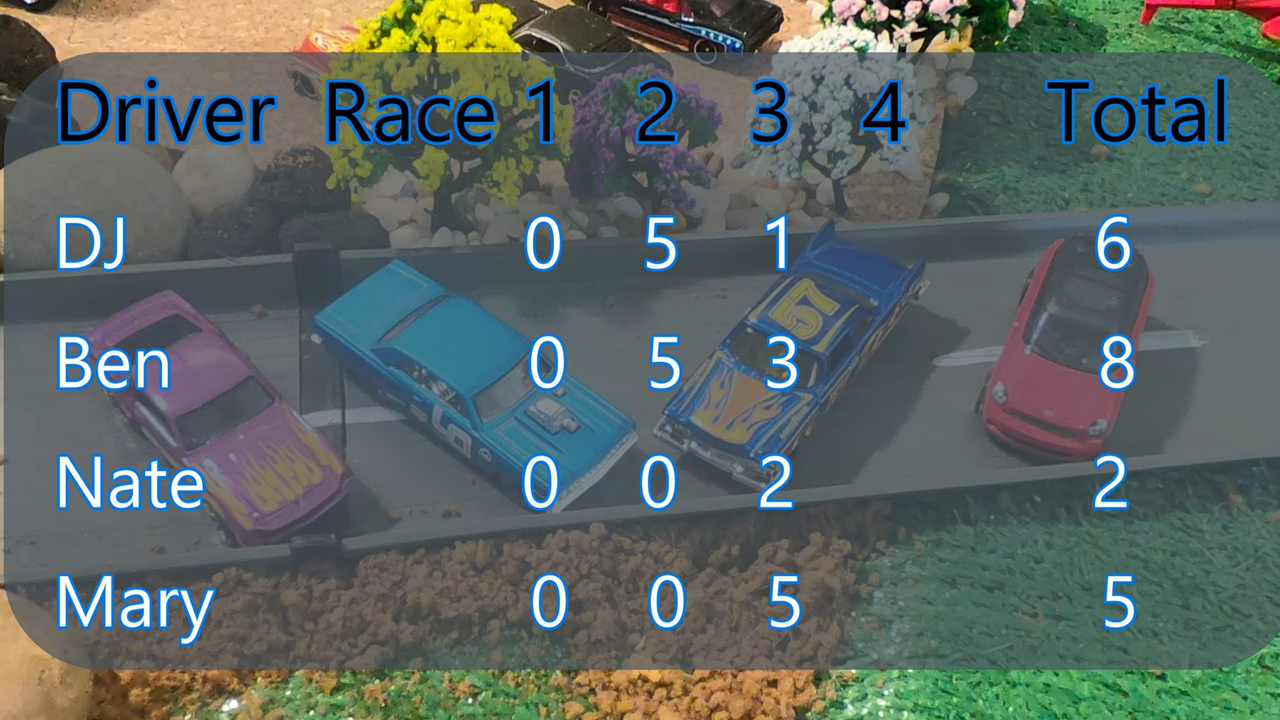 Driver Race 1 2 3 4 Total
DJ 0 5 1 6
Ben 0 5 3 8
Nate 0 0 2 2
Mary 0 0 5 5
57